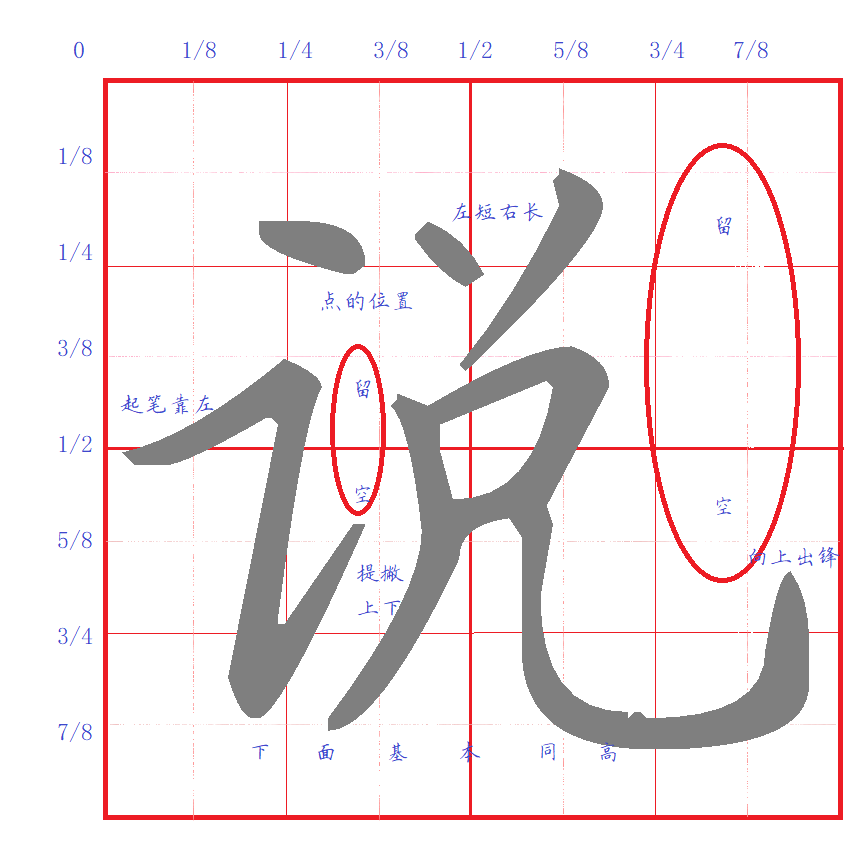 0 1/8 1/4 3/8 1/2 5/8 3/4 7/8
1/8
左短右长
留
1/4
点的位置
3/8
留
起笔靠左
1/2
空
空
5/8
向上出锋
提撇
上下
3/4
7/8
下面基本同高
说